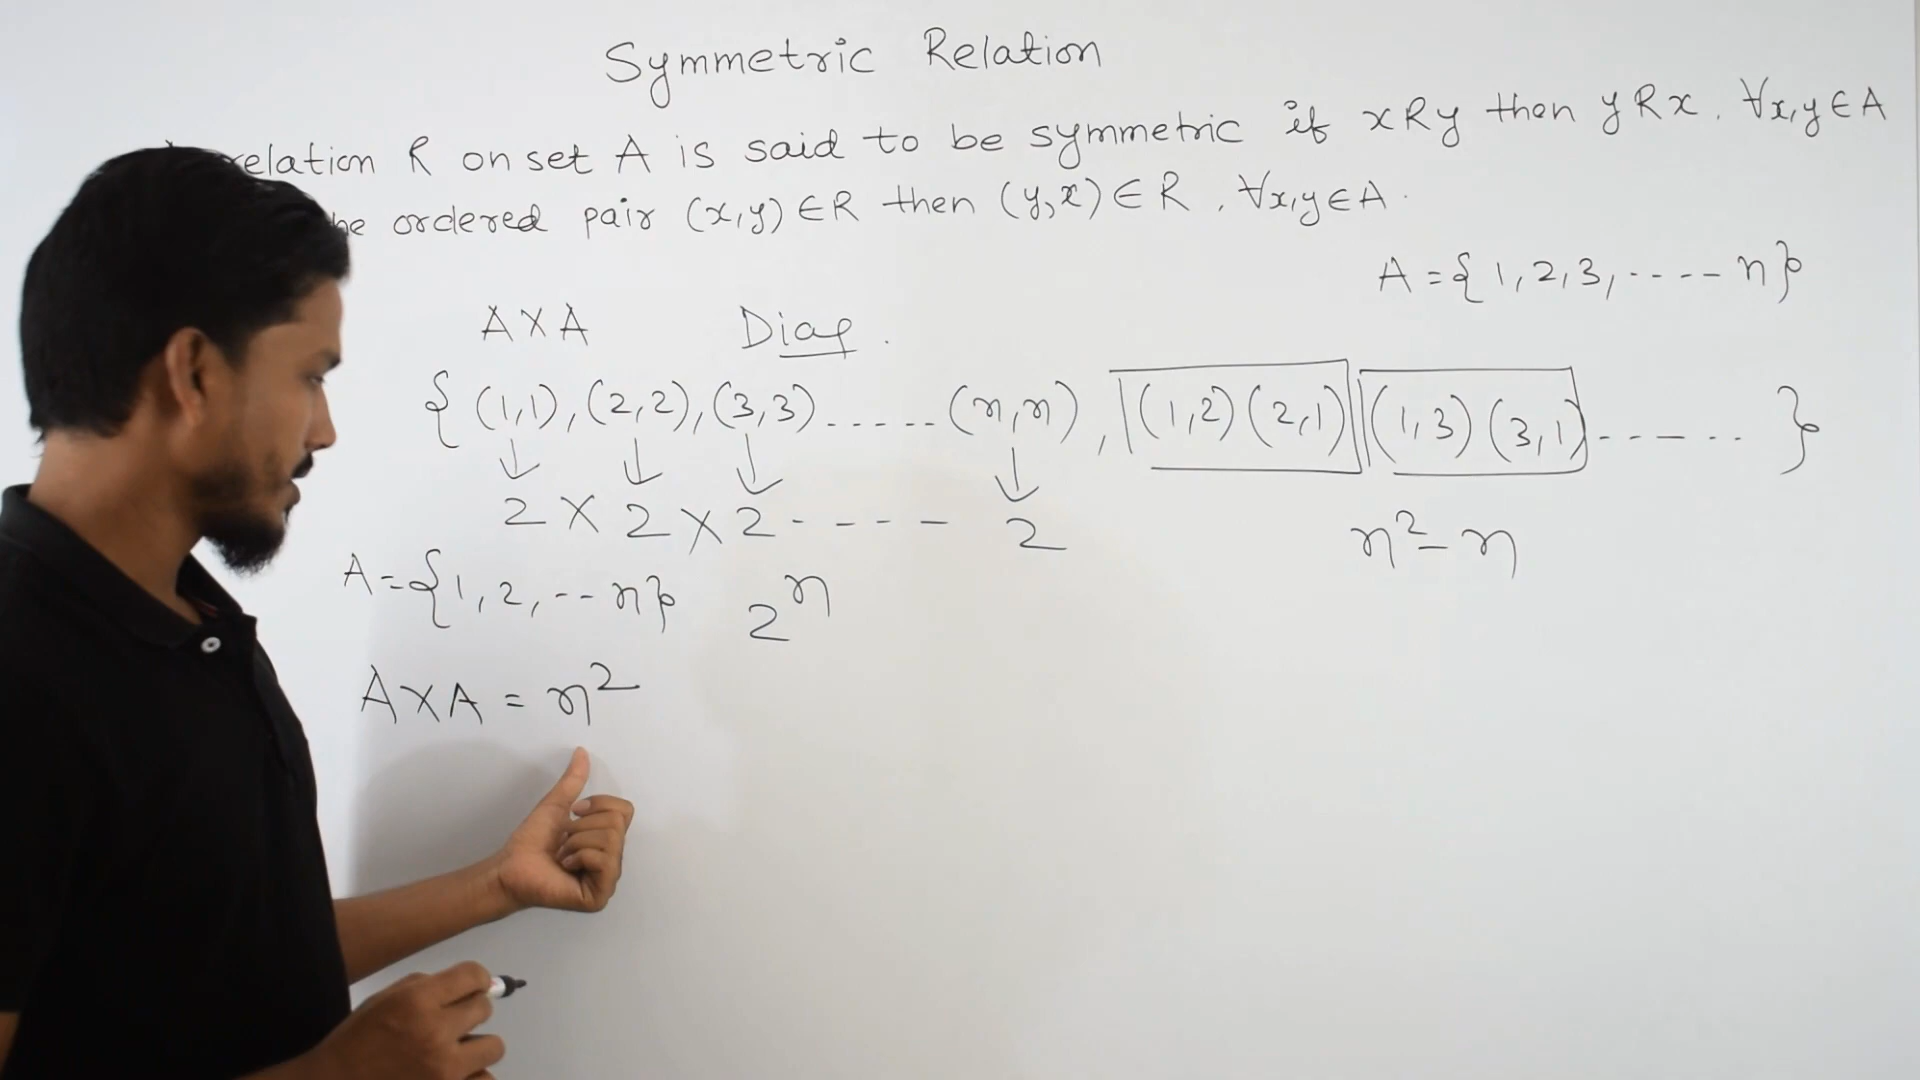 Symmetric Relation
relation R on set A is said to be symmetric if xRy then yRx. ∀x,y∈A
ordered pair (x,y)∈R then (y,x)∈R, ∀x,y∈A.
A={1,2,3,----n}
A×A Diag.
{(1,1),(2,2),(3,3).....(n,n), (1,2)(2,1) (1,3)(3,1)------}
2×2×2----2 n²-n
A={1,2,--n} 2ⁿ
A×A=n²